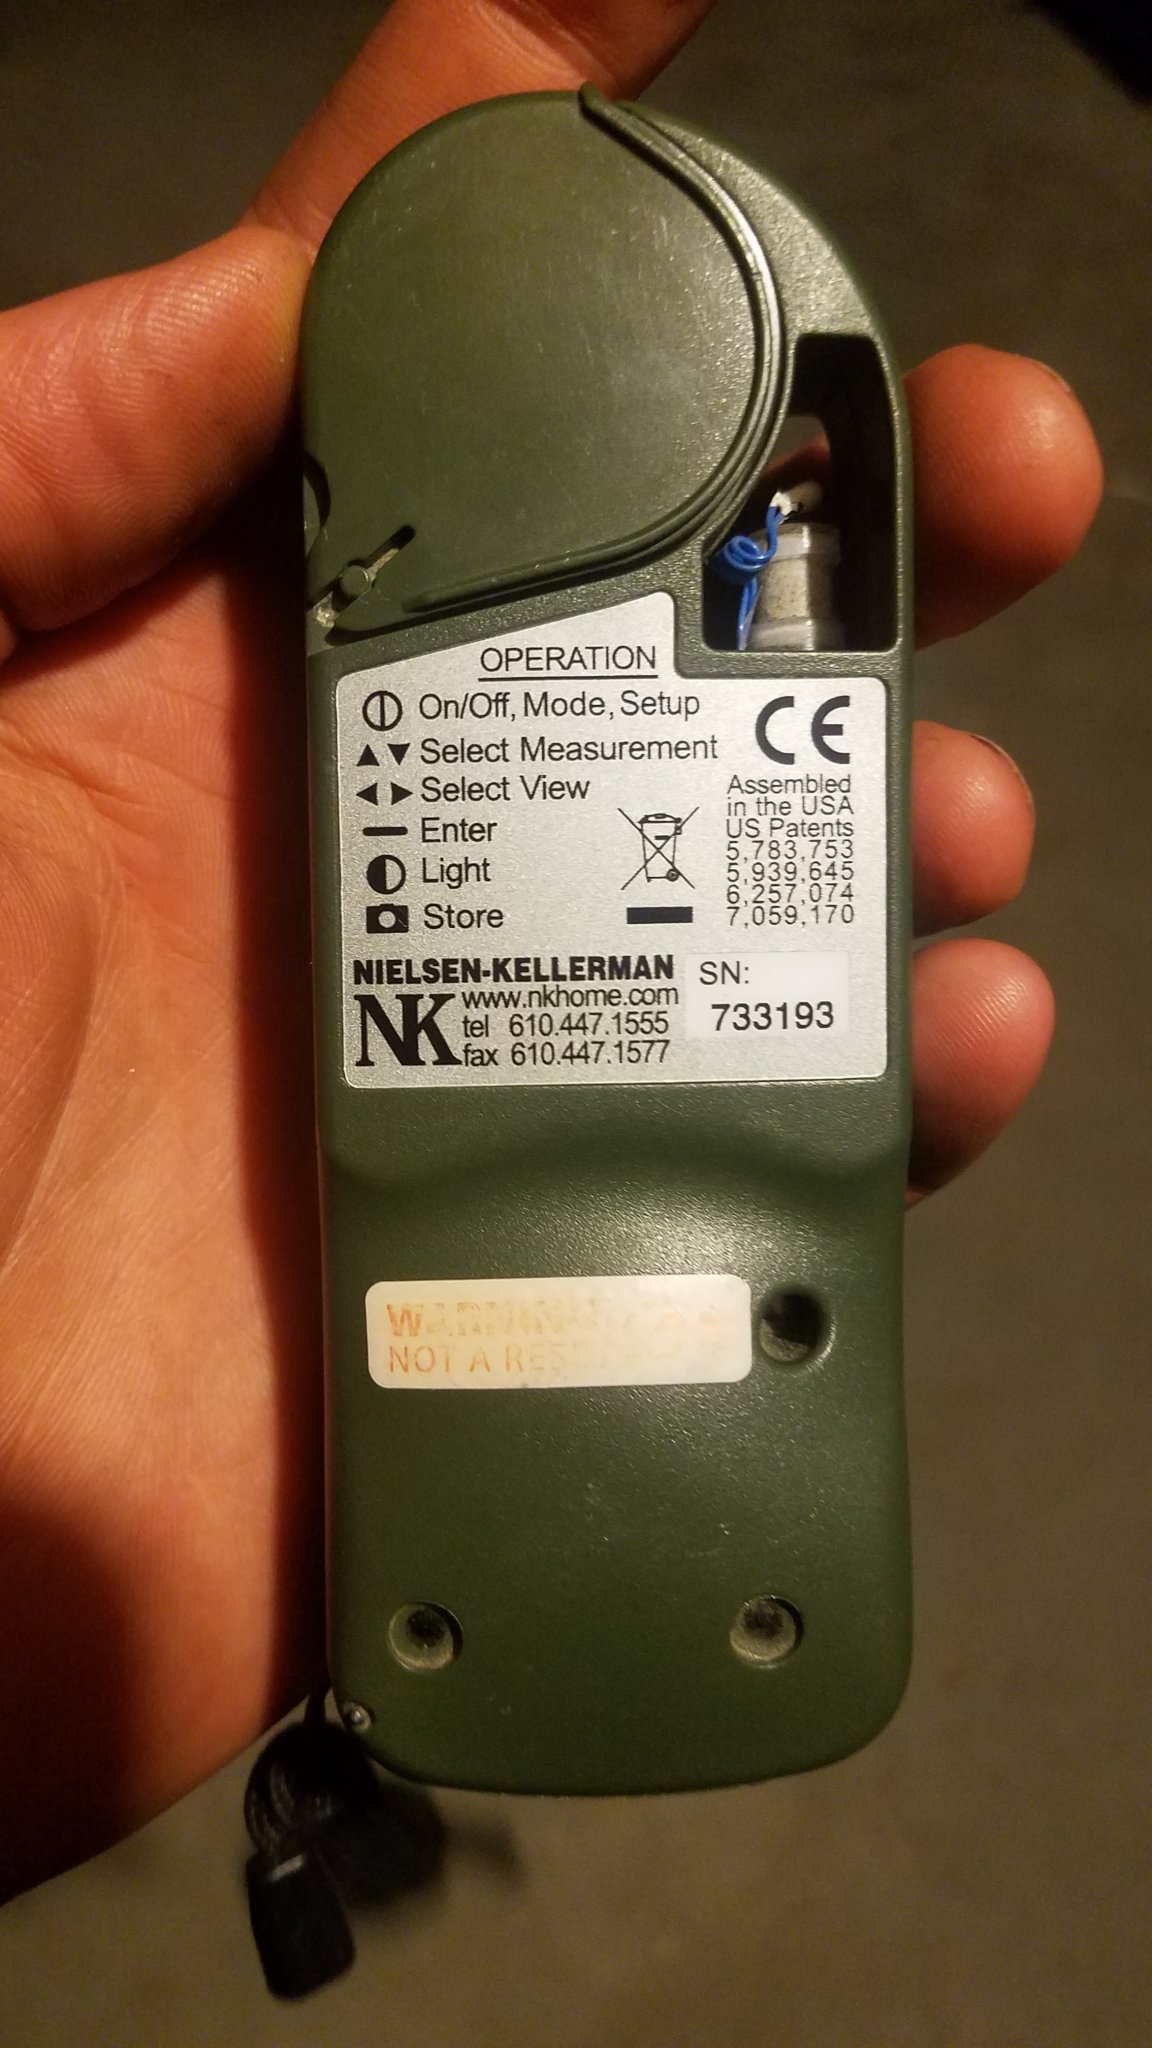 OPERATION
On/Off, Mode, Setup
Select Measurement
Select View
Enter
Light
Store
CE
Assembled
in the USA
US Patents
5,783,753
5,939,645
6,257,074
7,059,170
NIELSEN-KELLERMAN
NK
www.nkhome.com
tel 610.447.1555
fax 610.447.1577
SN:
733193
WARNING
NOT A